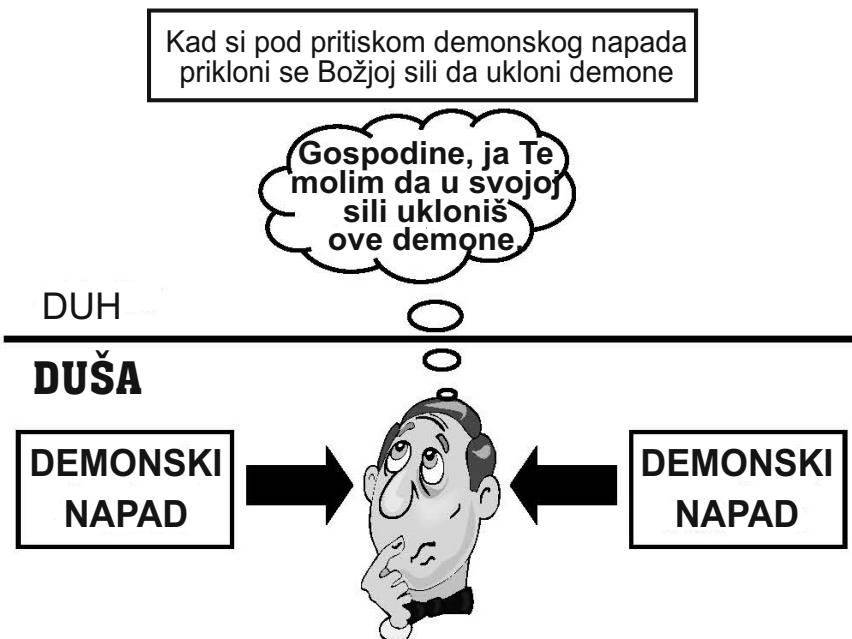 Kad si pod pritiskom demonskog napada
prikloni se Božjoj sili da ukloni demone
Gospodine, ja Te
molim da u svojoj
sili ukloniš
ove demone.
DUH
DUŠA
DEMONSKI
NAPAD
DEMONSKI
NAPAD